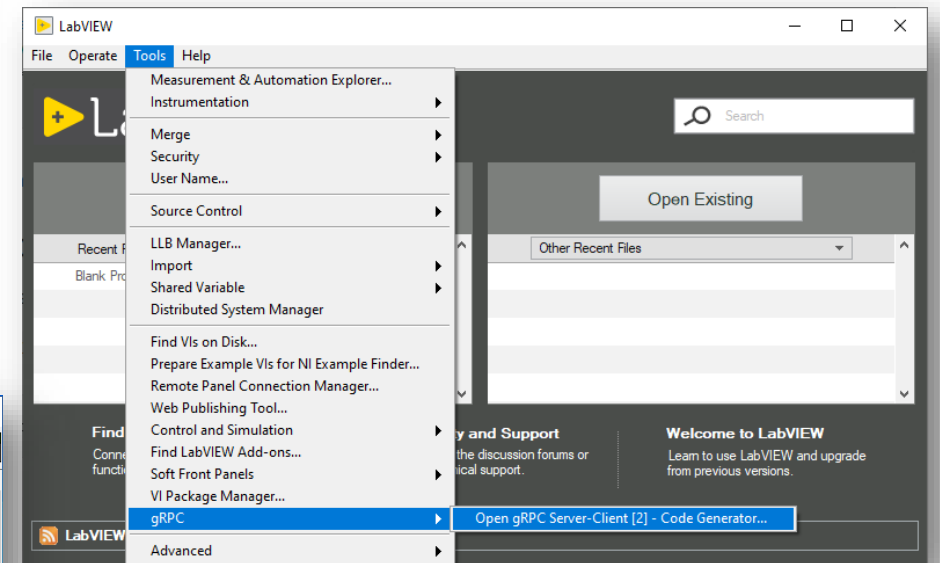 LabVIEW
File Operate Tools Help
Measurement & Automation Explorer...
Instrumentation
Merge
Security
User Name...
Source Control
LLB Manager...
Import
Shared Variable
Distributed System Manager
Find VIs on Disk...
Prepare Example VIs for NI Example Finder...
Remote Panel Connection Manager...
Web Publishing Tool...
Control and Simulation
Find LabVIEW Add-ons...
Soft Front Panels
VI Package Manager...
gRPC
Advanced
Open gRPC Server-Client [2] - Code Generator...
La
Search
Open Existing
Recent
Other Recent Files
Blank
Find
y and Support
Welcome to LabVIEW
Conne
the discussion forums or
Learn to use LabVIEW and upgrade
functi
nical support.
from previous versions.
LabVIEW